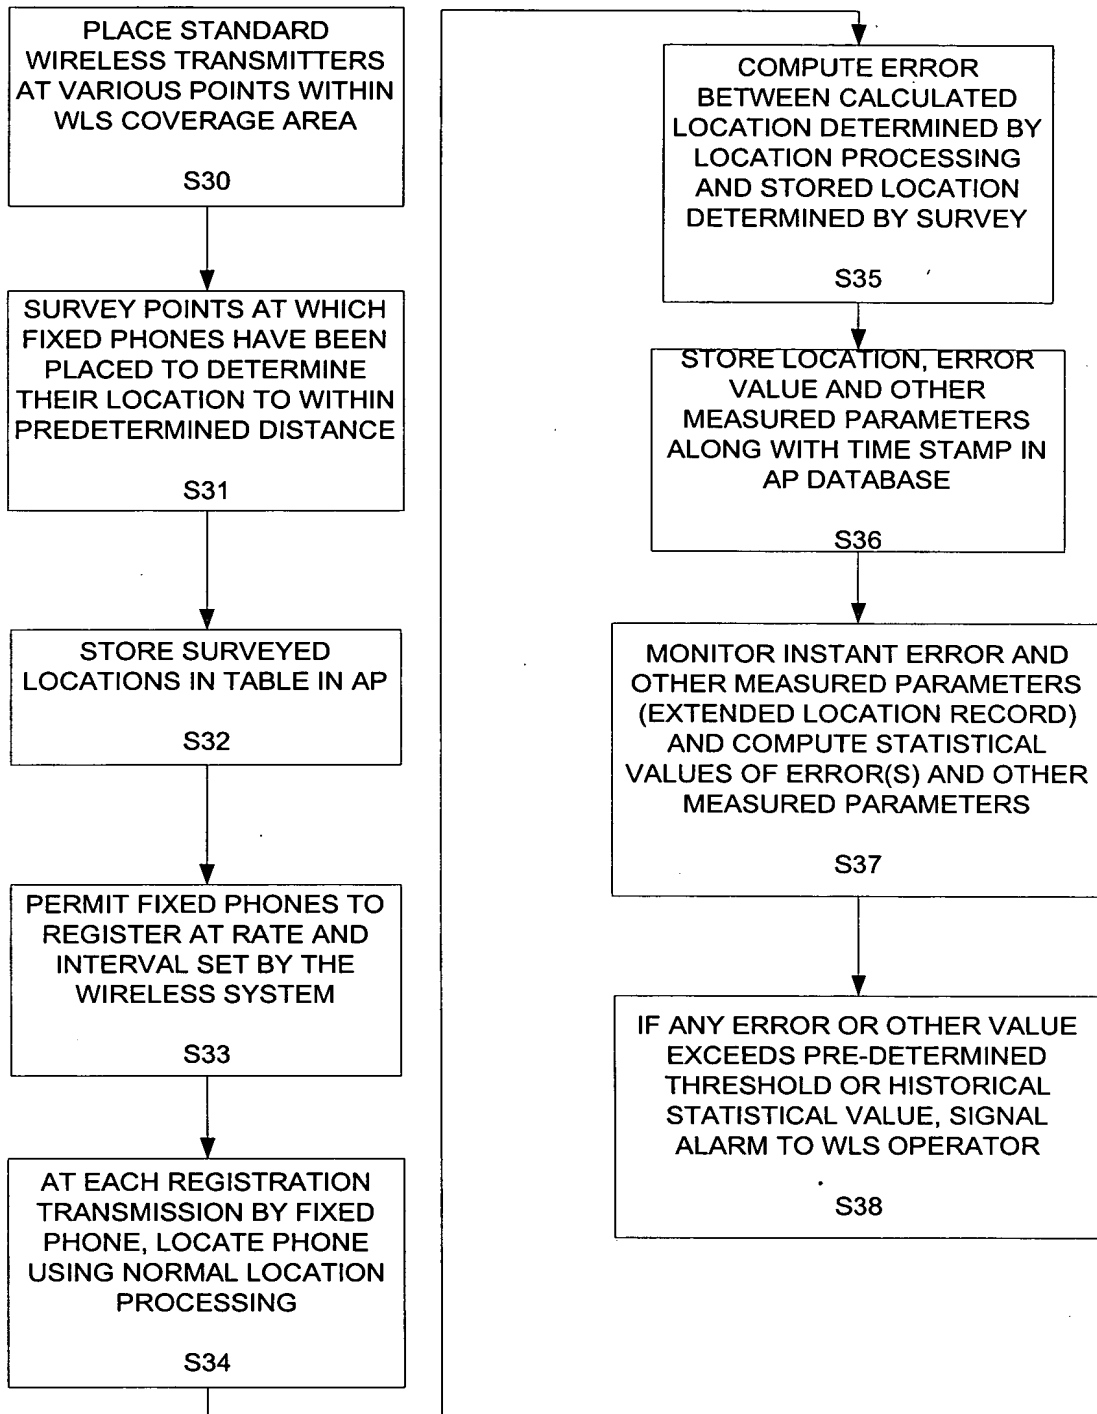 PLACE STANDARD
WIRELESS TRANSMITTERS
AT VARIOUS POINTS WITHIN
WLS COVERAGE AREA
S30
SURVEY POINTS AT WHICH
FIXED PHONES HAVE BEEN
PLACED TO DETERMINE
THEIR LOCATION TO WITHIN
PREDETERMINED DISTANCE
S31
STORE SURVEYED
LOCATIONS IN TABLE IN AP
S32
PERMIT FIXED PHONES TO
REGISTER AT RATE AND
INTERVAL SET BY THE
WIRELESS SYSTEM
S33
AT EACH REGISTRATION
TRANSMISSION BY FIXED
PHONE, LOCATE PHONE
USING NORMAL LOCATION
PROCESSING
S34
COMPUTE ERROR
BETWEEN CALCULATED
LOCATION DETERMINED BY
LOCATION PROCESSING
AND STORED LOCATION
DETERMINED BY SURVEY
S35
STORE LOCATION, ERROR
VALUE AND OTHER
MEASURED PARAMETERS
ALONG WITH TIME STAMP IN
AP DATABASE
S36
MONITOR INSTANT ERROR AND
OTHER MEASURED PARAMETERS
(EXTENDED LOCATION RECORD)
AND COMPUTE STATISTICAL
VALUES OF ERROR(S) AND OTHER
MEASURED PARAMETERS
S37
IF ANY ERROR OR OTHER VALUE
EXCEEDS PRE-DETERMINED
THRESHOLD OR HISTORICAL
STATISTICAL VALUE, SIGNAL
ALARM TO WLS OPERATOR
S38